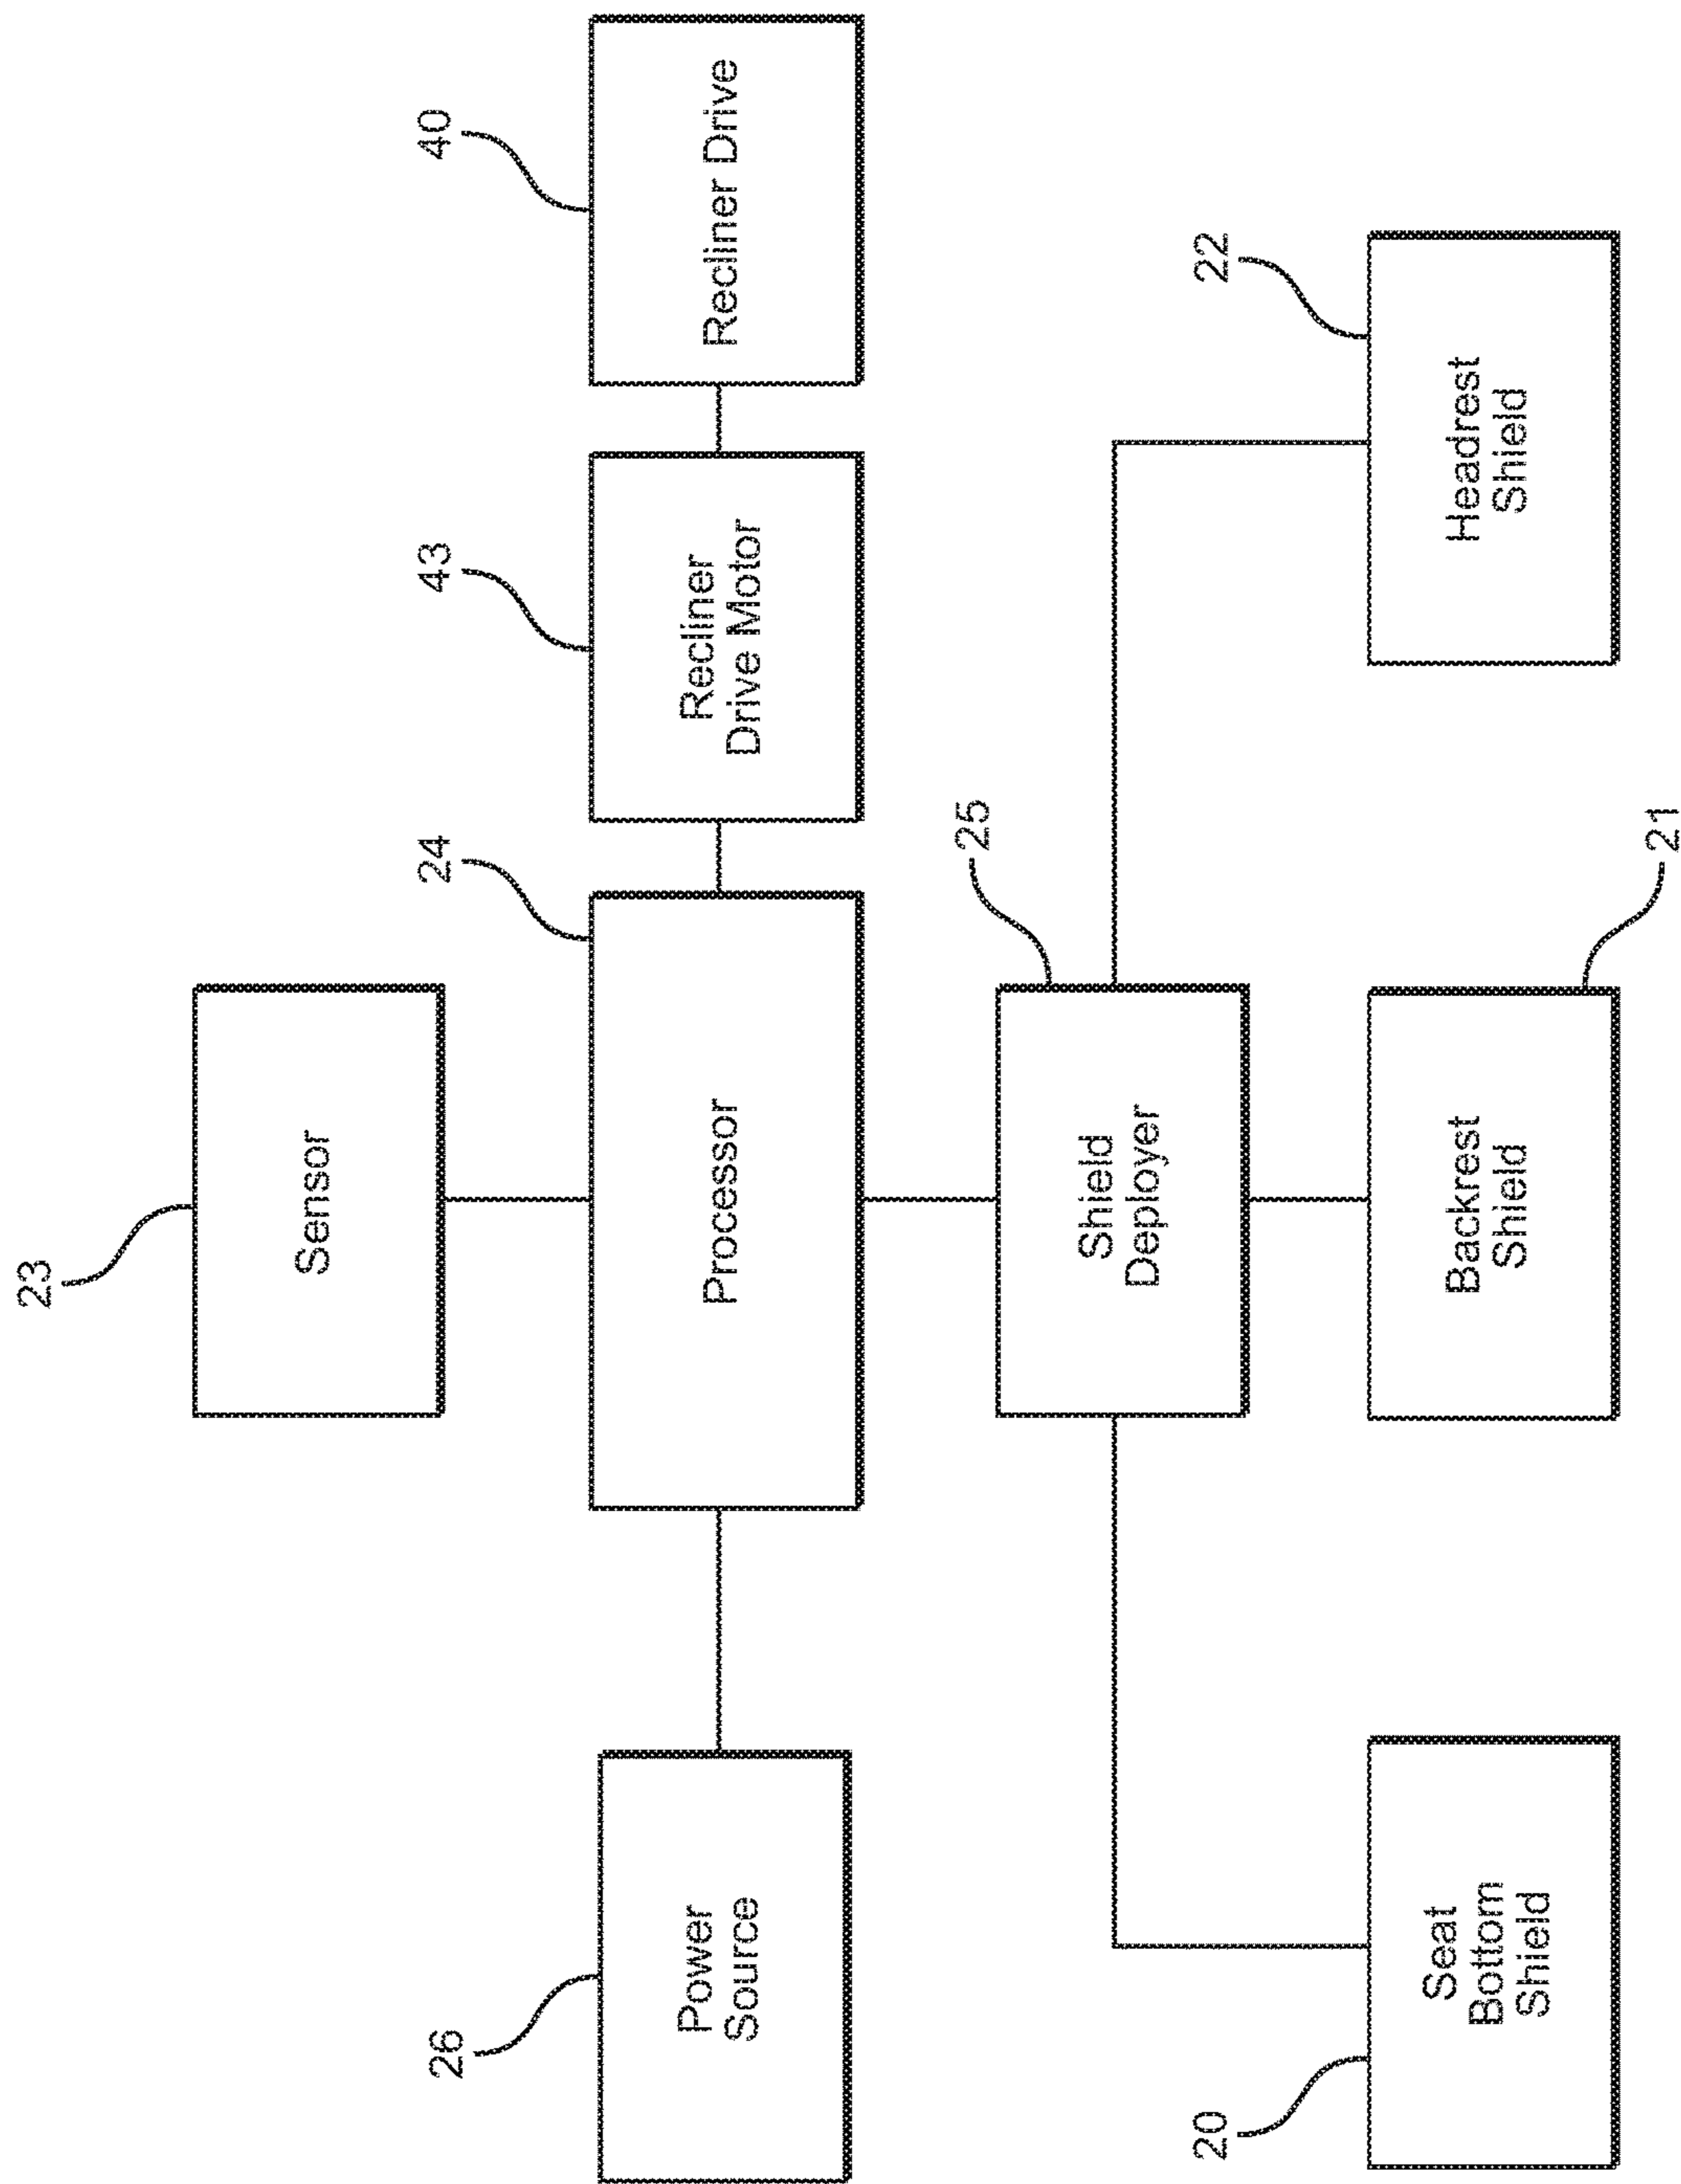 23
Sensor
26
Power
Source
24
Processor
43
Recliner
Drive Motor
40
Recliner Drive
25
Shield
Deployer
20
Seat
Bottom
Shield
Backrest
Shield
21
22
Headrest
Shield